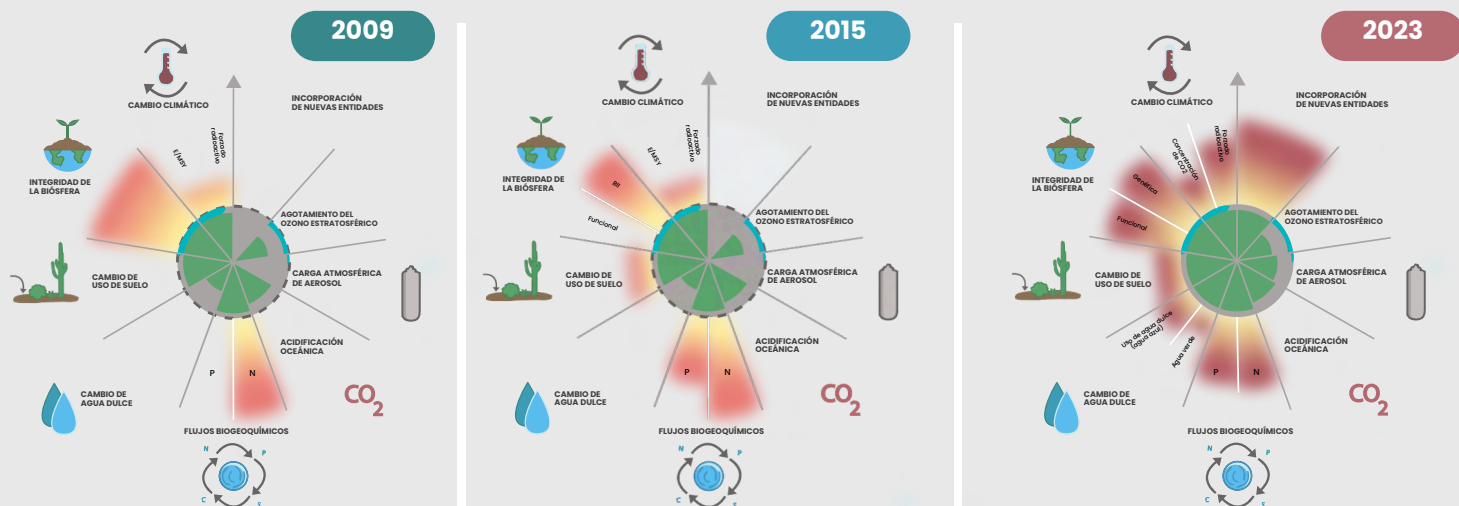 2009
CAMBIO CLIMÁTICO
INCORPORACIÓN
DE NUEVAS ENTIDADES
E/MSY
Forzado
radioactivo
INTEGRIDAD DE
LA BIÓSFERA
AGOTAMIENTO DEL
OZONO ESTRATOSFÉRICO
CAMBIO DE
USO DE SUELO
CARGA ATMOSFÉRICA
DE AEROSOL
ACIDIFICACIÓN
OCEÁNICA
P
N
CAMBIO DE
AGUA DULCE
CO2
FLUJOS BIOGEOQUÍMICOS
N
P
C
S
2015
CAMBIO CLIMÁTICO
INCORPORACIÓN
DE NUEVAS ENTIDADES
E/MSY
Forzado
radioactivo
INTEGRIDAD DE
LA BIÓSFERA
BII
Funcional
AGOTAMIENTO DEL
OZONO ESTRATOSFÉRICO
CAMBIO DE
USO DE SUELO
CARGA ATMOSFÉRICA
DE AEROSOL
ACIDIFICACIÓN
OCEÁNICA
P
N
CAMBIO DE
AGUA DULCE
CO2
FLUJOS BIOGEOQUÍMICOS
N
P
C
S
2023
CAMBIO CLIMÁTICO
INCORPORACIÓN
DE NUEVAS ENTIDADES
Concentración
de CO2
Forzado
radioactivo
INTEGRIDAD DE
LA BIÓSFERA
Genética
Funcional
AGOTAMIENTO DEL
OZONO ESTRATOSFÉRICO
CAMBIO DE
USO DE SUELO
CARGA ATMOSFÉRICA
DE AEROSOL
Uso de agua dulce
(agua azul)
Agua verde
ACIDIFICACIÓN
OCEÁNICA
P
N
CAMBIO DE
AGUA DULCE
CO2
FLUJOS BIOGEOQUÍMICOS
N
P
C
S